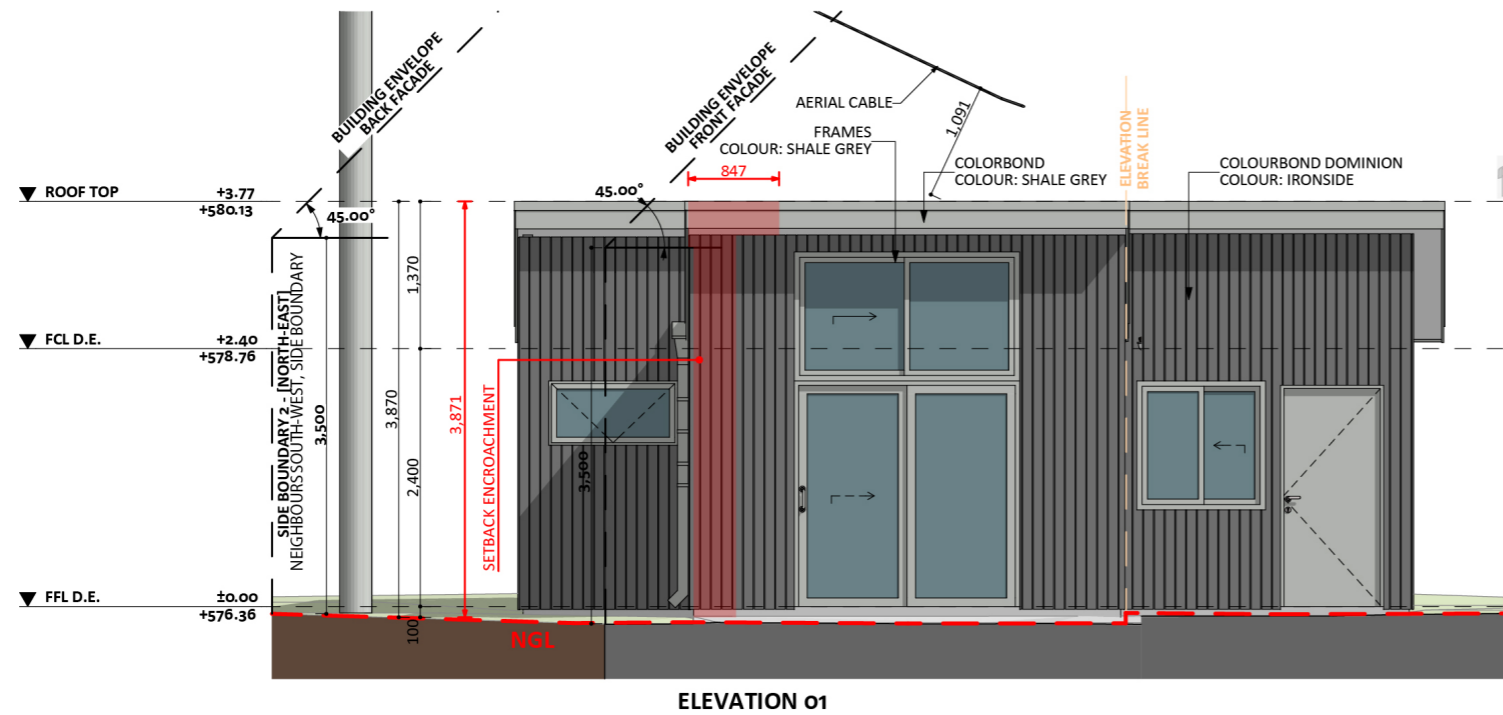 BUILDING ENVELOPE
BACK FACADE
BUILDING ENVELOPE
FRONT FACADE
AERIAL CABLE
1,091
FRAMES
COLOUR: SHALE GREY
COLORBOND
COLOUR: SHALE GREY
ELEVATION
BREAK LINE
COLOURBOND DOMINION
COLOUR: IRONSIDE
847
ROOF TOP
+3.77
+580.13
45.00°
45.00°
1,370
FCL D.E.
+2.40
+578.76
SIDE BOUNDARY 2 - [NORTH-EAST]
NEIGHBOURS SOUTH-WEST, SIDE BOUNDARY
3,500
3,870
2,400
3,871
SETBACK ENCROACHMENT
3,500
FFL D.E.
±0.00
+576.36
100
NGL
ELEVATION 01